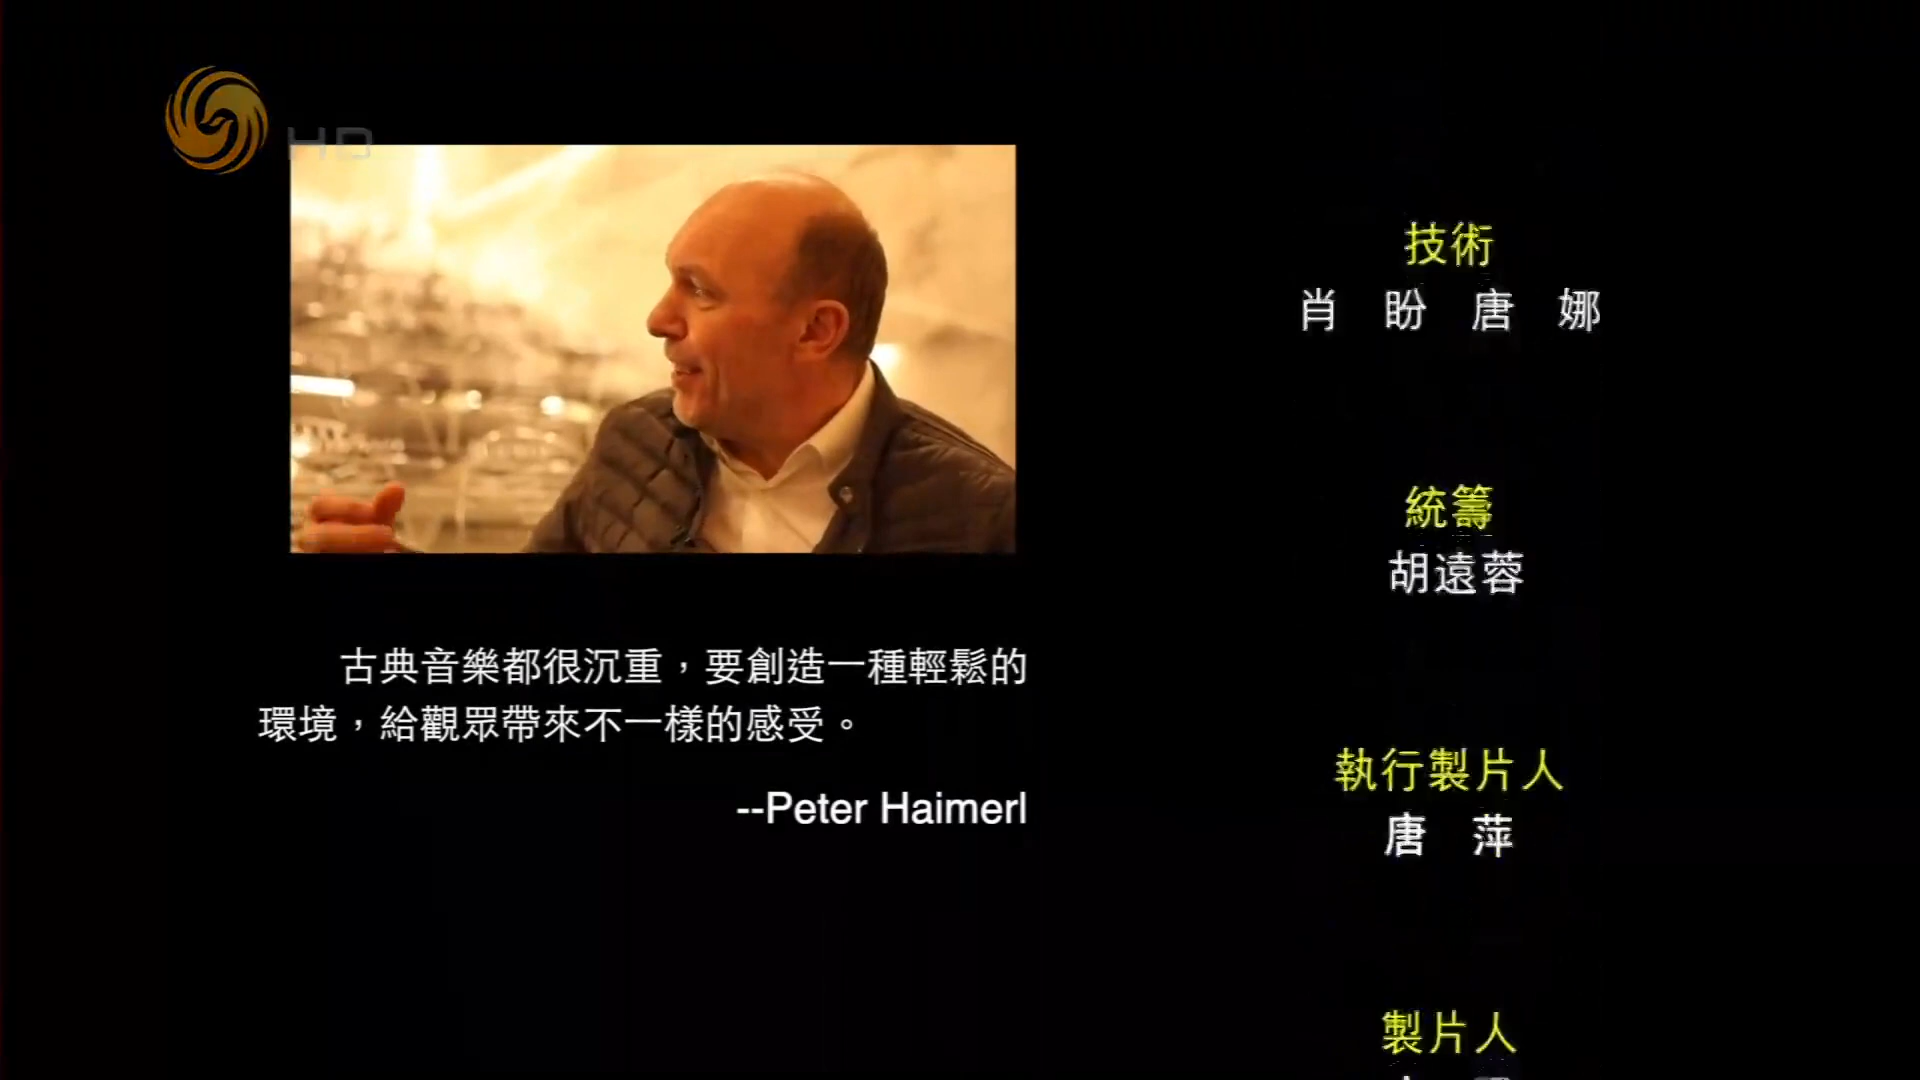 HD
古典音樂都很沉重，要創造一種輕鬆的
環境，給觀眾帶來不一樣的感受。
--Peter Haimerl
技術
肖 盼 唐 娜
統籌
胡遠蓉
執行製片人
唐 萍
製片人